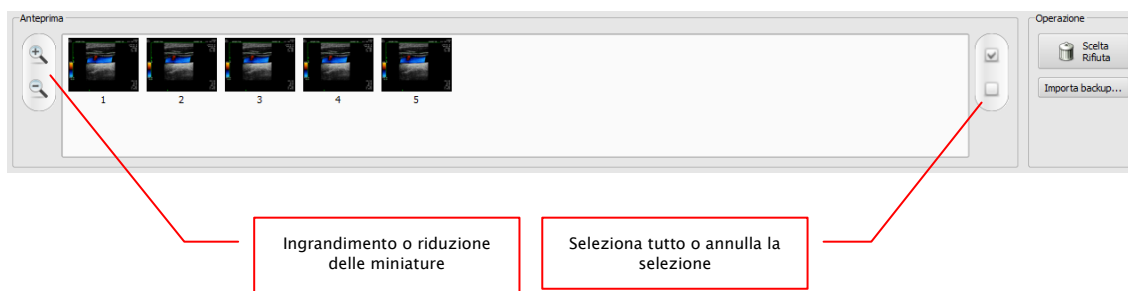 Anteprima
Operazione
Scelta
Rifiuta
Importa backup...
1 2 3 4 5
Ingrandimento o riduzione
delle miniature
Seleziona tutto o annulla la
selezione